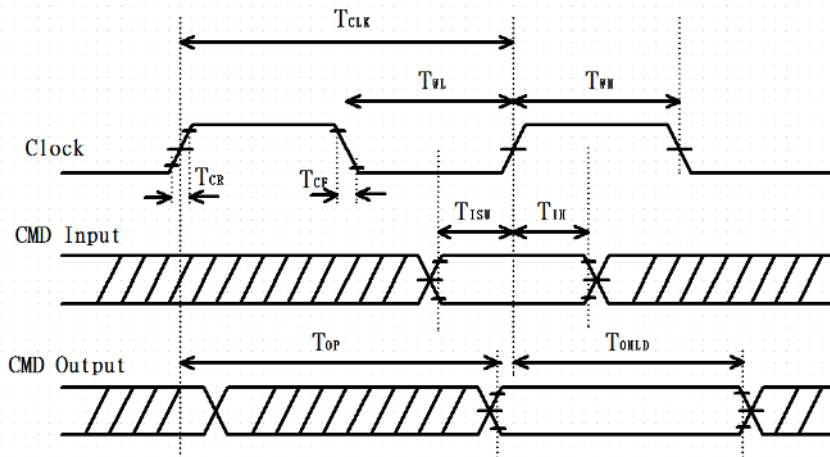 TCLK
TWL
TWH
Clock
TCR
TCF
TISU
TIH
CMD Input
TOP
TOHLD
CMD Output